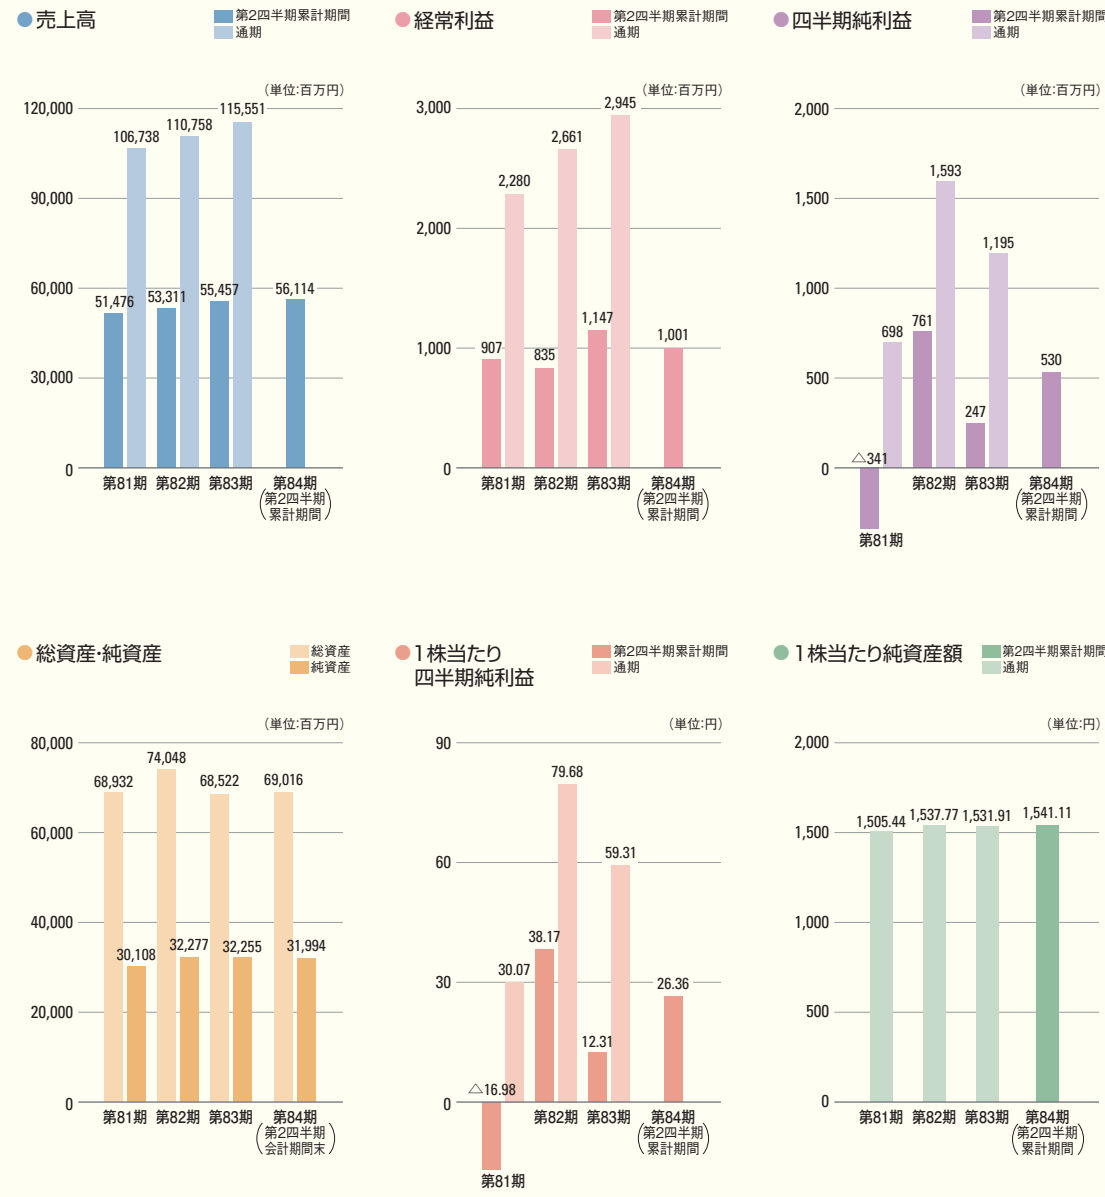 売上高
第2四半期累計期間
通期
（単位:百万円）
120,000
90,000
60,000
30,000
0
51,476
106,738
53,311
110,758
55,457
115,551
56,114
第81期
第82期
第83期
第84期
（第2四半期
累計期間）
経常利益
第2四半期累計期間
通期
（単位:百万円）
3,000
2,000
1,000
0
907
2,280
835
2,661
1,147
2,945
1,001
第81期
第82期
第83期
第84期
（第2四半期
累計期間）
四半期純利益
第2四半期累計期間
通期
（単位:百万円）
2,000
1,500
1,000
500
0
△341
698
761
1,593
247
1,195
530
第81期
第82期
第83期
第84期
（第2四半期
累計期間）
総資産・純資産
総資産
純資産
（単位:百万円）
80,000
60,000
40,000
20,000
0
68,932
30,108
74,048
32,277
68,522
32,255
69,016
31,994
第81期
第82期
第83期
第84期
（第2四半期
会計期間末）
1株当たり
四半期純利益
第2四半期累計期間
通期
（単位:円）
90
60
30
0
△16.98
30.07
38.17
79.68
12.31
59.31
26.36
第81期
第82期
第83期
第84期
（第2四半期
累計期間）
1株当たり純資産額
第2四半期累計期間
通期
（単位:円）
2,000
1,500
1,000
500
0
1,505.44
1,537.77
1,531.91
1,541.11
第81期
第82期
第83期
第84期
（第2四半期
累計期間）